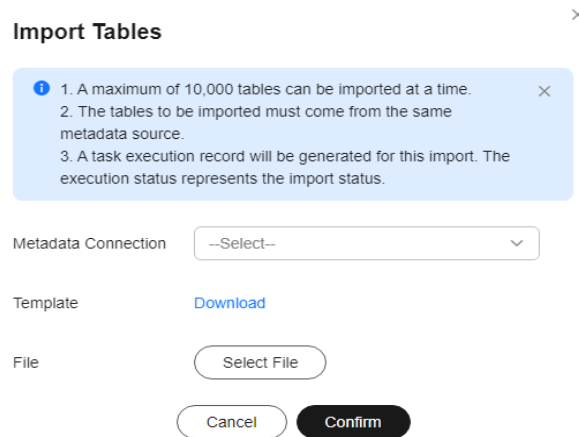 Import Tables
1. A maximum of 10,000 tables can be imported at a time.
2. The tables to be imported must come from the same
metadata source.
3. A task execution record will be generated for this import. The
execution status represents the import status.
Metadata Connection
--Select--
Template
Download
File
Select File
Cancel
Confirm